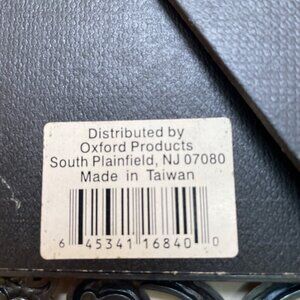 Distributed by
Oxford Products
South Plainfield, NJ 07080
Made in Taiwan
6 45341 16840 0